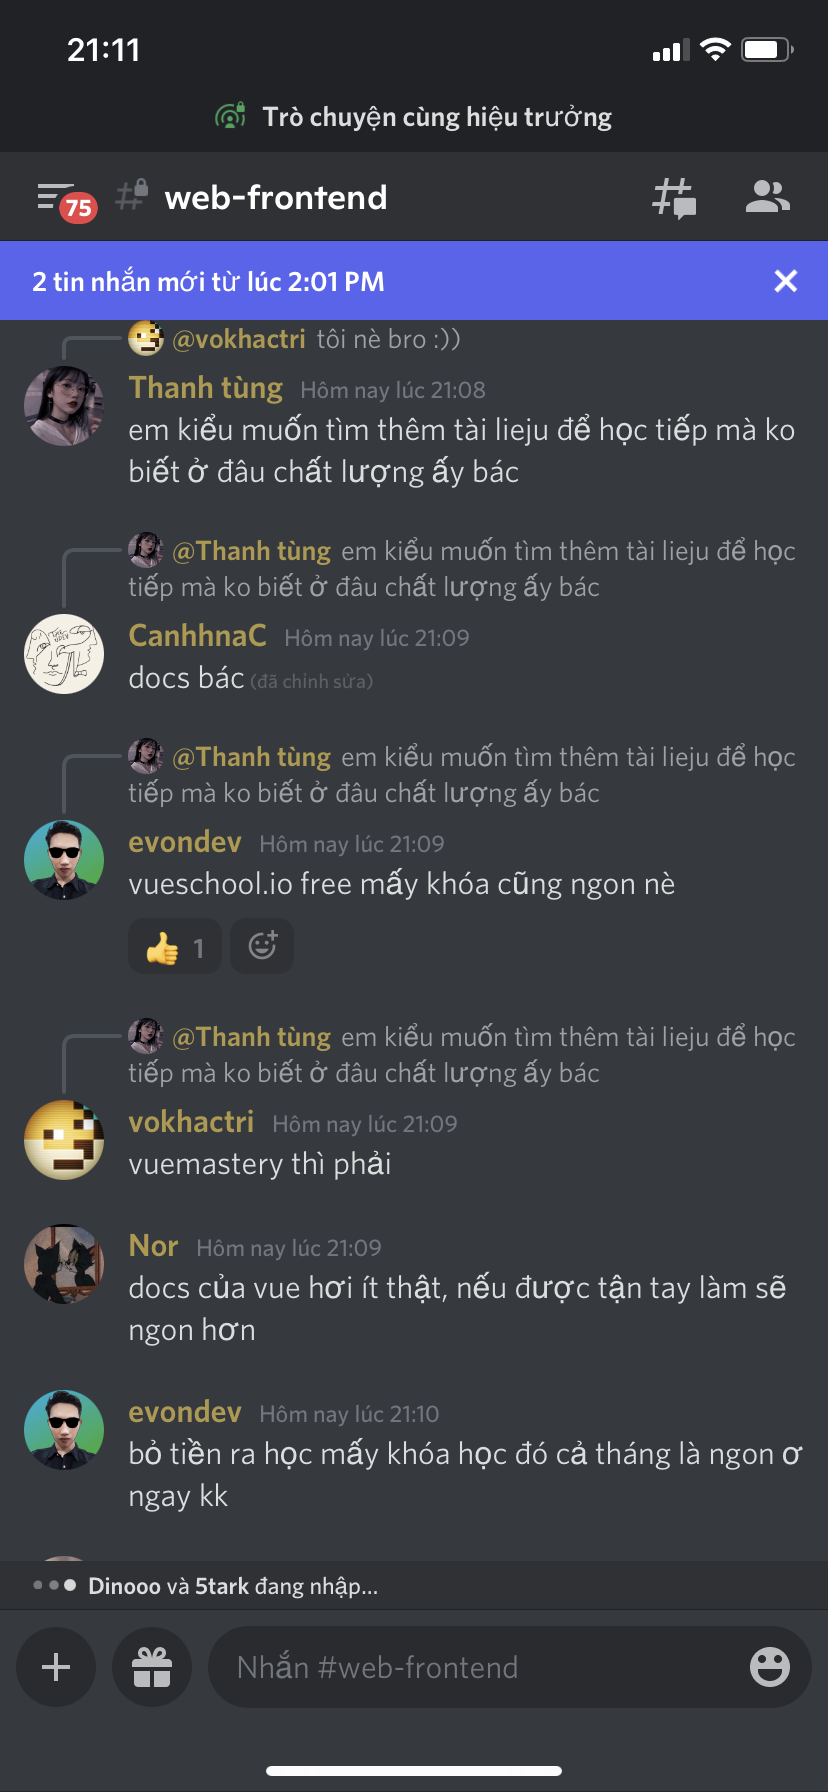 21:11
Trò chuyện cùng hiệu trưởng
75
web-frontend
2 tin nhắn mới từ lúc 2:01 PM
@vokhactri tôi nè bro :))
Thanh tùng Hôm nay lúc 21:08
em kiểu muốn tìm thêm tài lieju để học tiếp mà ko
biết ở đâu chất lượng ấy bác
@Thanh tùng em kiểu muốn tìm thêm tài lieju để học
tiếp mà ko biết ở đâu chất lượng ấy bác
CanhhnaC Hôm nay lúc 21:09
docs bác (đã chỉnh sửa)
@Thanh tùng em kiểu muốn tìm thêm tài lieju để học
tiếp mà ko biết ở đâu chất lượng ấy bác
evondev Hôm nay lúc 21:09
vueschool.io free mấy khóa cũng ngon nè
👍 1
@Thanh tùng em kiểu muốn tìm thêm tài lieju để học
tiếp mà ko biết ở đâu chất lượng ấy bác
vokhactri Hôm nay lúc 21:09
vuemastery thì phải
Nor Hôm nay lúc 21:09
docs của vue hơi ít thật, nếu được tận tay làm sẽ
ngon hơn
evondev Hôm nay lúc 21:10
bỏ tiền ra học mấy khóa học đó cả tháng là ngon ơ
ngay kk
Dinooo và 5tark đang nhập...
Nhắn #web-frontend